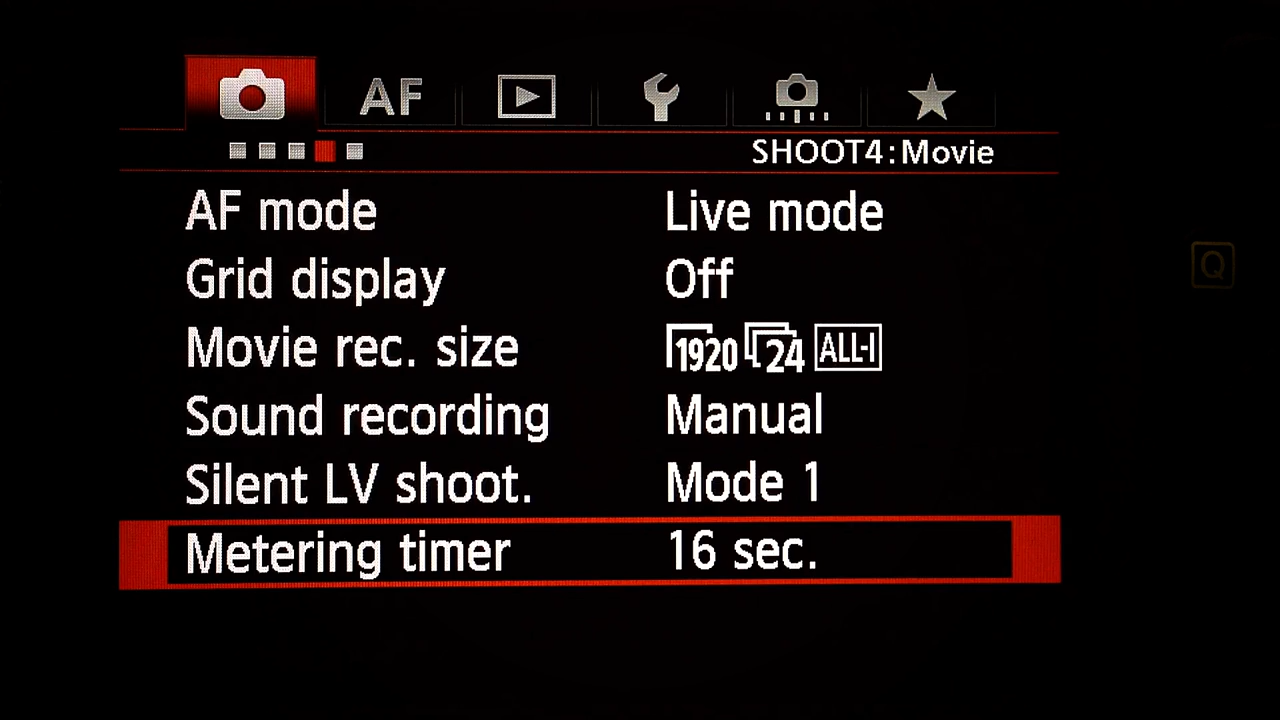 AF
SHOOT4:Movie
AF mode Live mode
Grid display Off
Movie rec. size 1920 24 ALL-I
Sound recording Manual
Silent LV shoot. Mode 1
Metering timer 16 sec.
Q